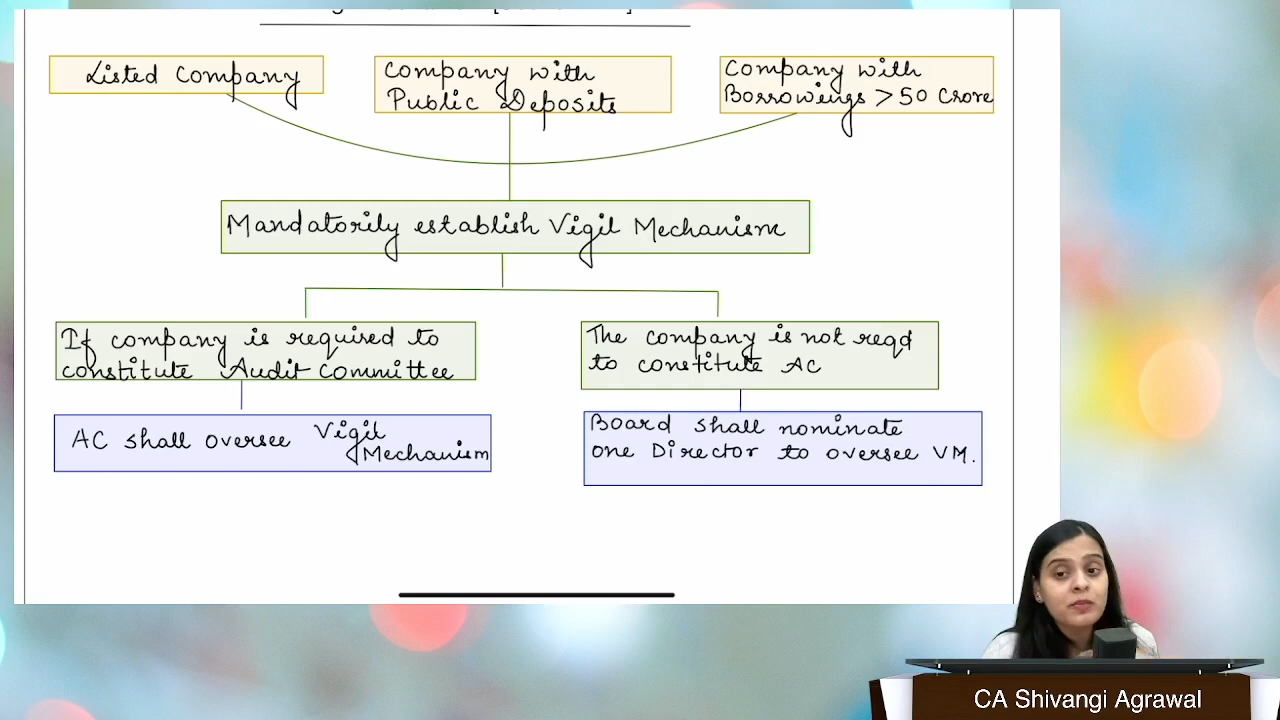 Listed Company
Company with
Public Deposits
Company with
Borrowings > 50 Crore
Mandatorily establish Vigil Mechanism
If company is required to
constitute Audit Committee
The company is not reqd
to constitute AC
AC shall oversee Vigil
Mechanism
Board shall nominate
one Director to oversee VM.
CA Shivangi Agrawal